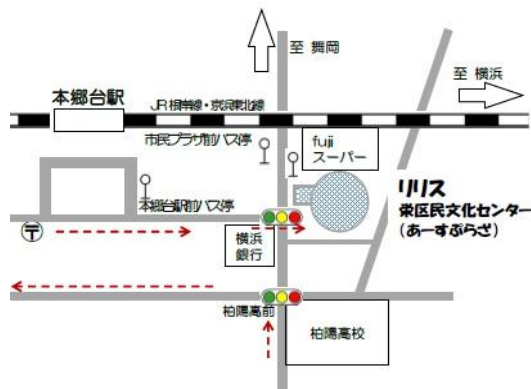 至 舞岡
至 横浜
本郷台駅
JR根岸線・京浜東北線
市民プラザ前バス停
fuji
スーパー
リリス
栄区民文化センター
(あーすぷらざ)
本郷台駅前バス停
〒
横浜
銀行
柏陽高前
柏陽高校